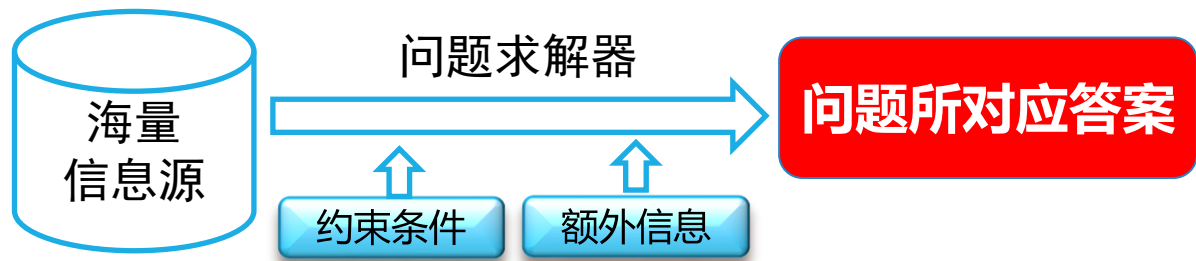 问题求解器
海量
信息源
问题所对应答案
约束条件
额外信息